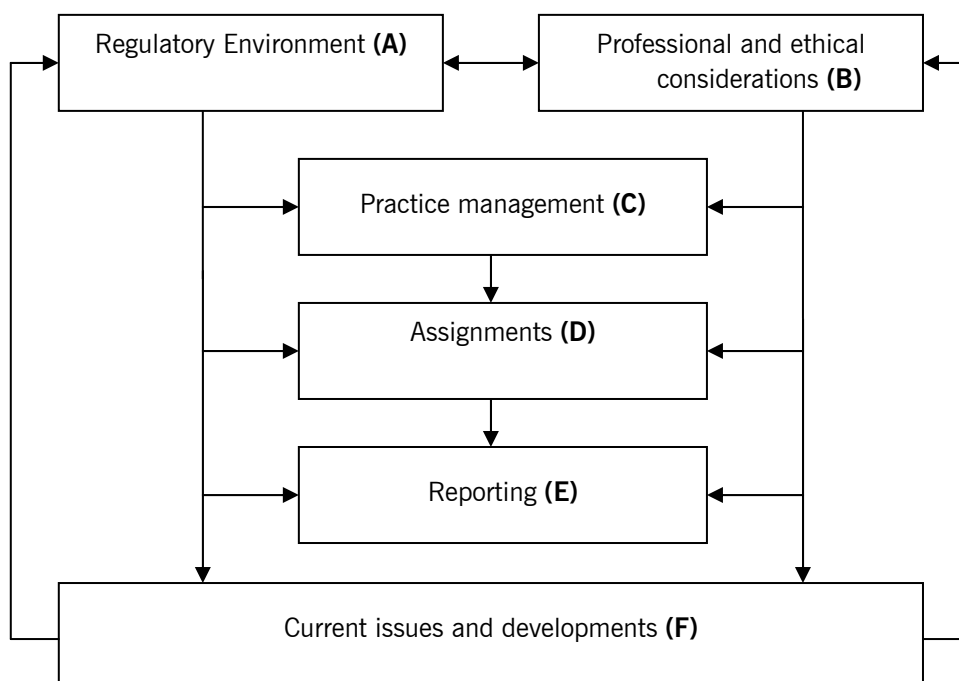 Regulatory Environment (A)
Professional and ethical
considerations (B)
Practice management (C)
Assignments (D)
Reporting (E)
Current issues and developments (F)